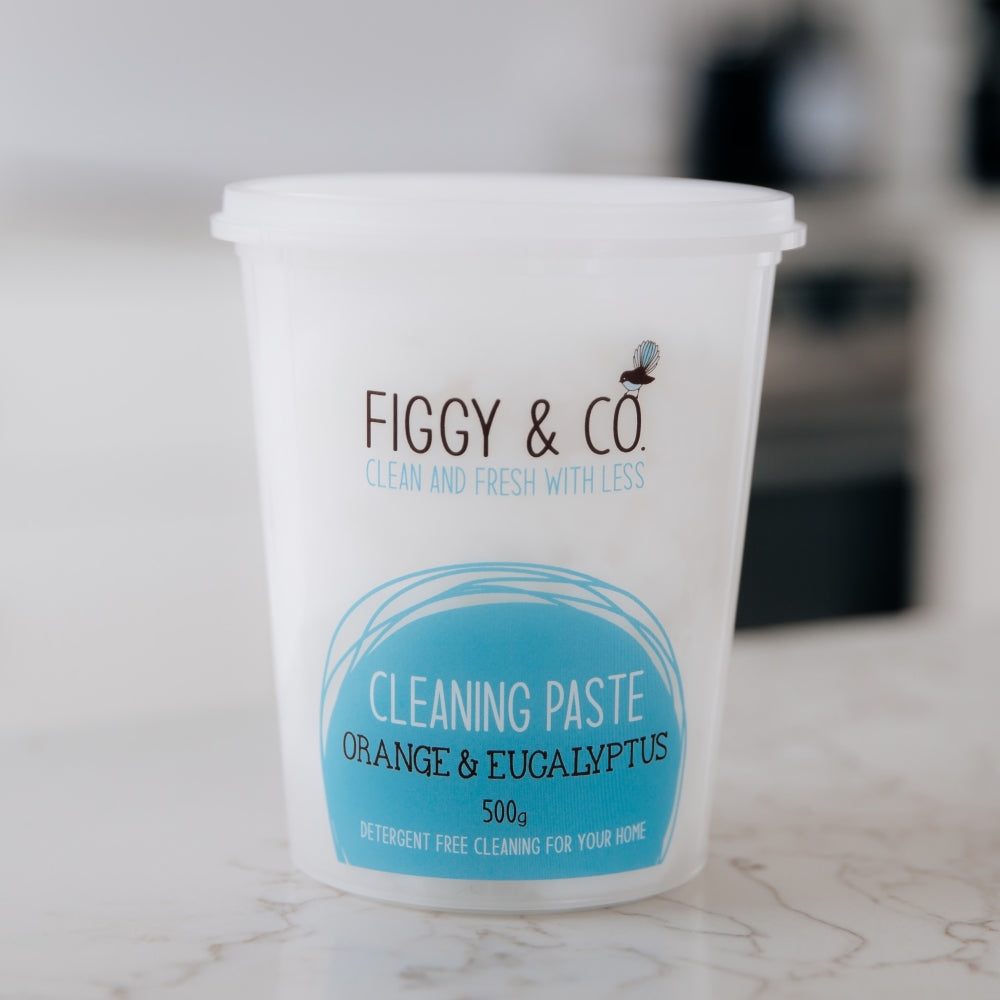 FIGGY & CO.
CLEAN AND FRESH WITH LESS
CLEANING PASTE
ORANGE & EUCALYPTUS
500g
DETERGENT FREE CLEANING FOR YOUR HOME